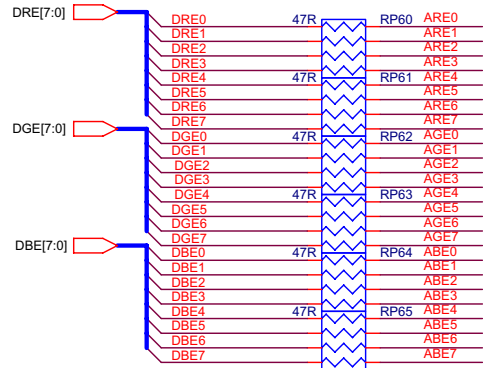 DRE[7:0]
DRE0 47R RP60 ARE0
DRE1 ARE1
DRE2 ARE2
DRE3 ARE3
DRE4 47R RP61 ARE4
DRE5 ARE5
DRE6 ARE6
DRE7 ARE7
DGE[7:0]
DGE0 47R RP62 AGE0
DGE1 AGE1
DGE2 AGE2
DGE3 AGE3
DGE4 47R RP63 AGE4
DGE5 AGE5
DGE6 AGE6
DGE7 AGE7
DBE[7:0]
DBE0 47R RP64 ABE0
DBE1 ABE1
DBE2 ABE2
DBE3 ABE3
DBE4 47R RP65 ABE4
DBE5 ABE5
DBE6 ABE6
DBE7 ABE7